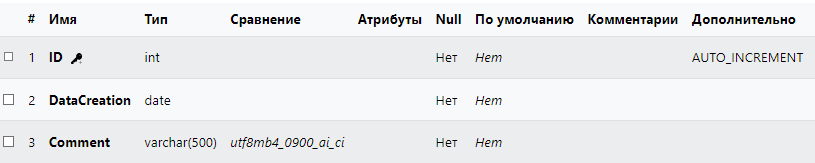 # Имя Тип Сравнение Атрибуты Null По умолчанию Комментарии Дополнительно
1 ID int Нет Нет AUTO_INCREMENT
2 DataCreation date Нет Нет
3 Comment varchar(500) utf8mb4_0900_ai_ci Нет Нет